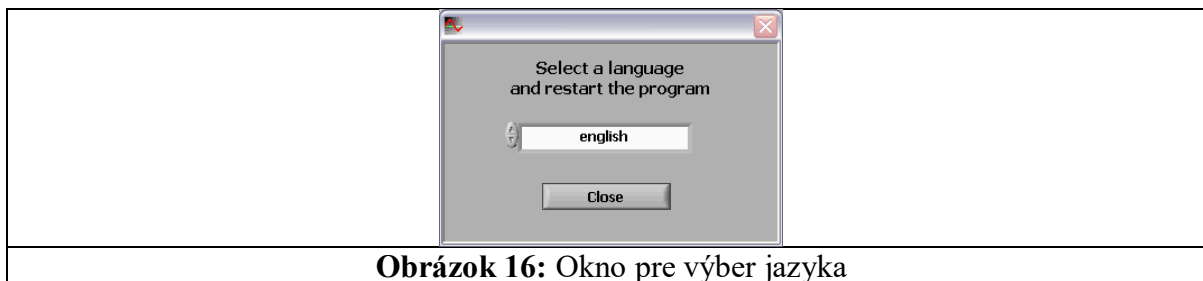 Select a language
and restart the program
english
Close
Obrázok 16: Okno pre výber jazyka